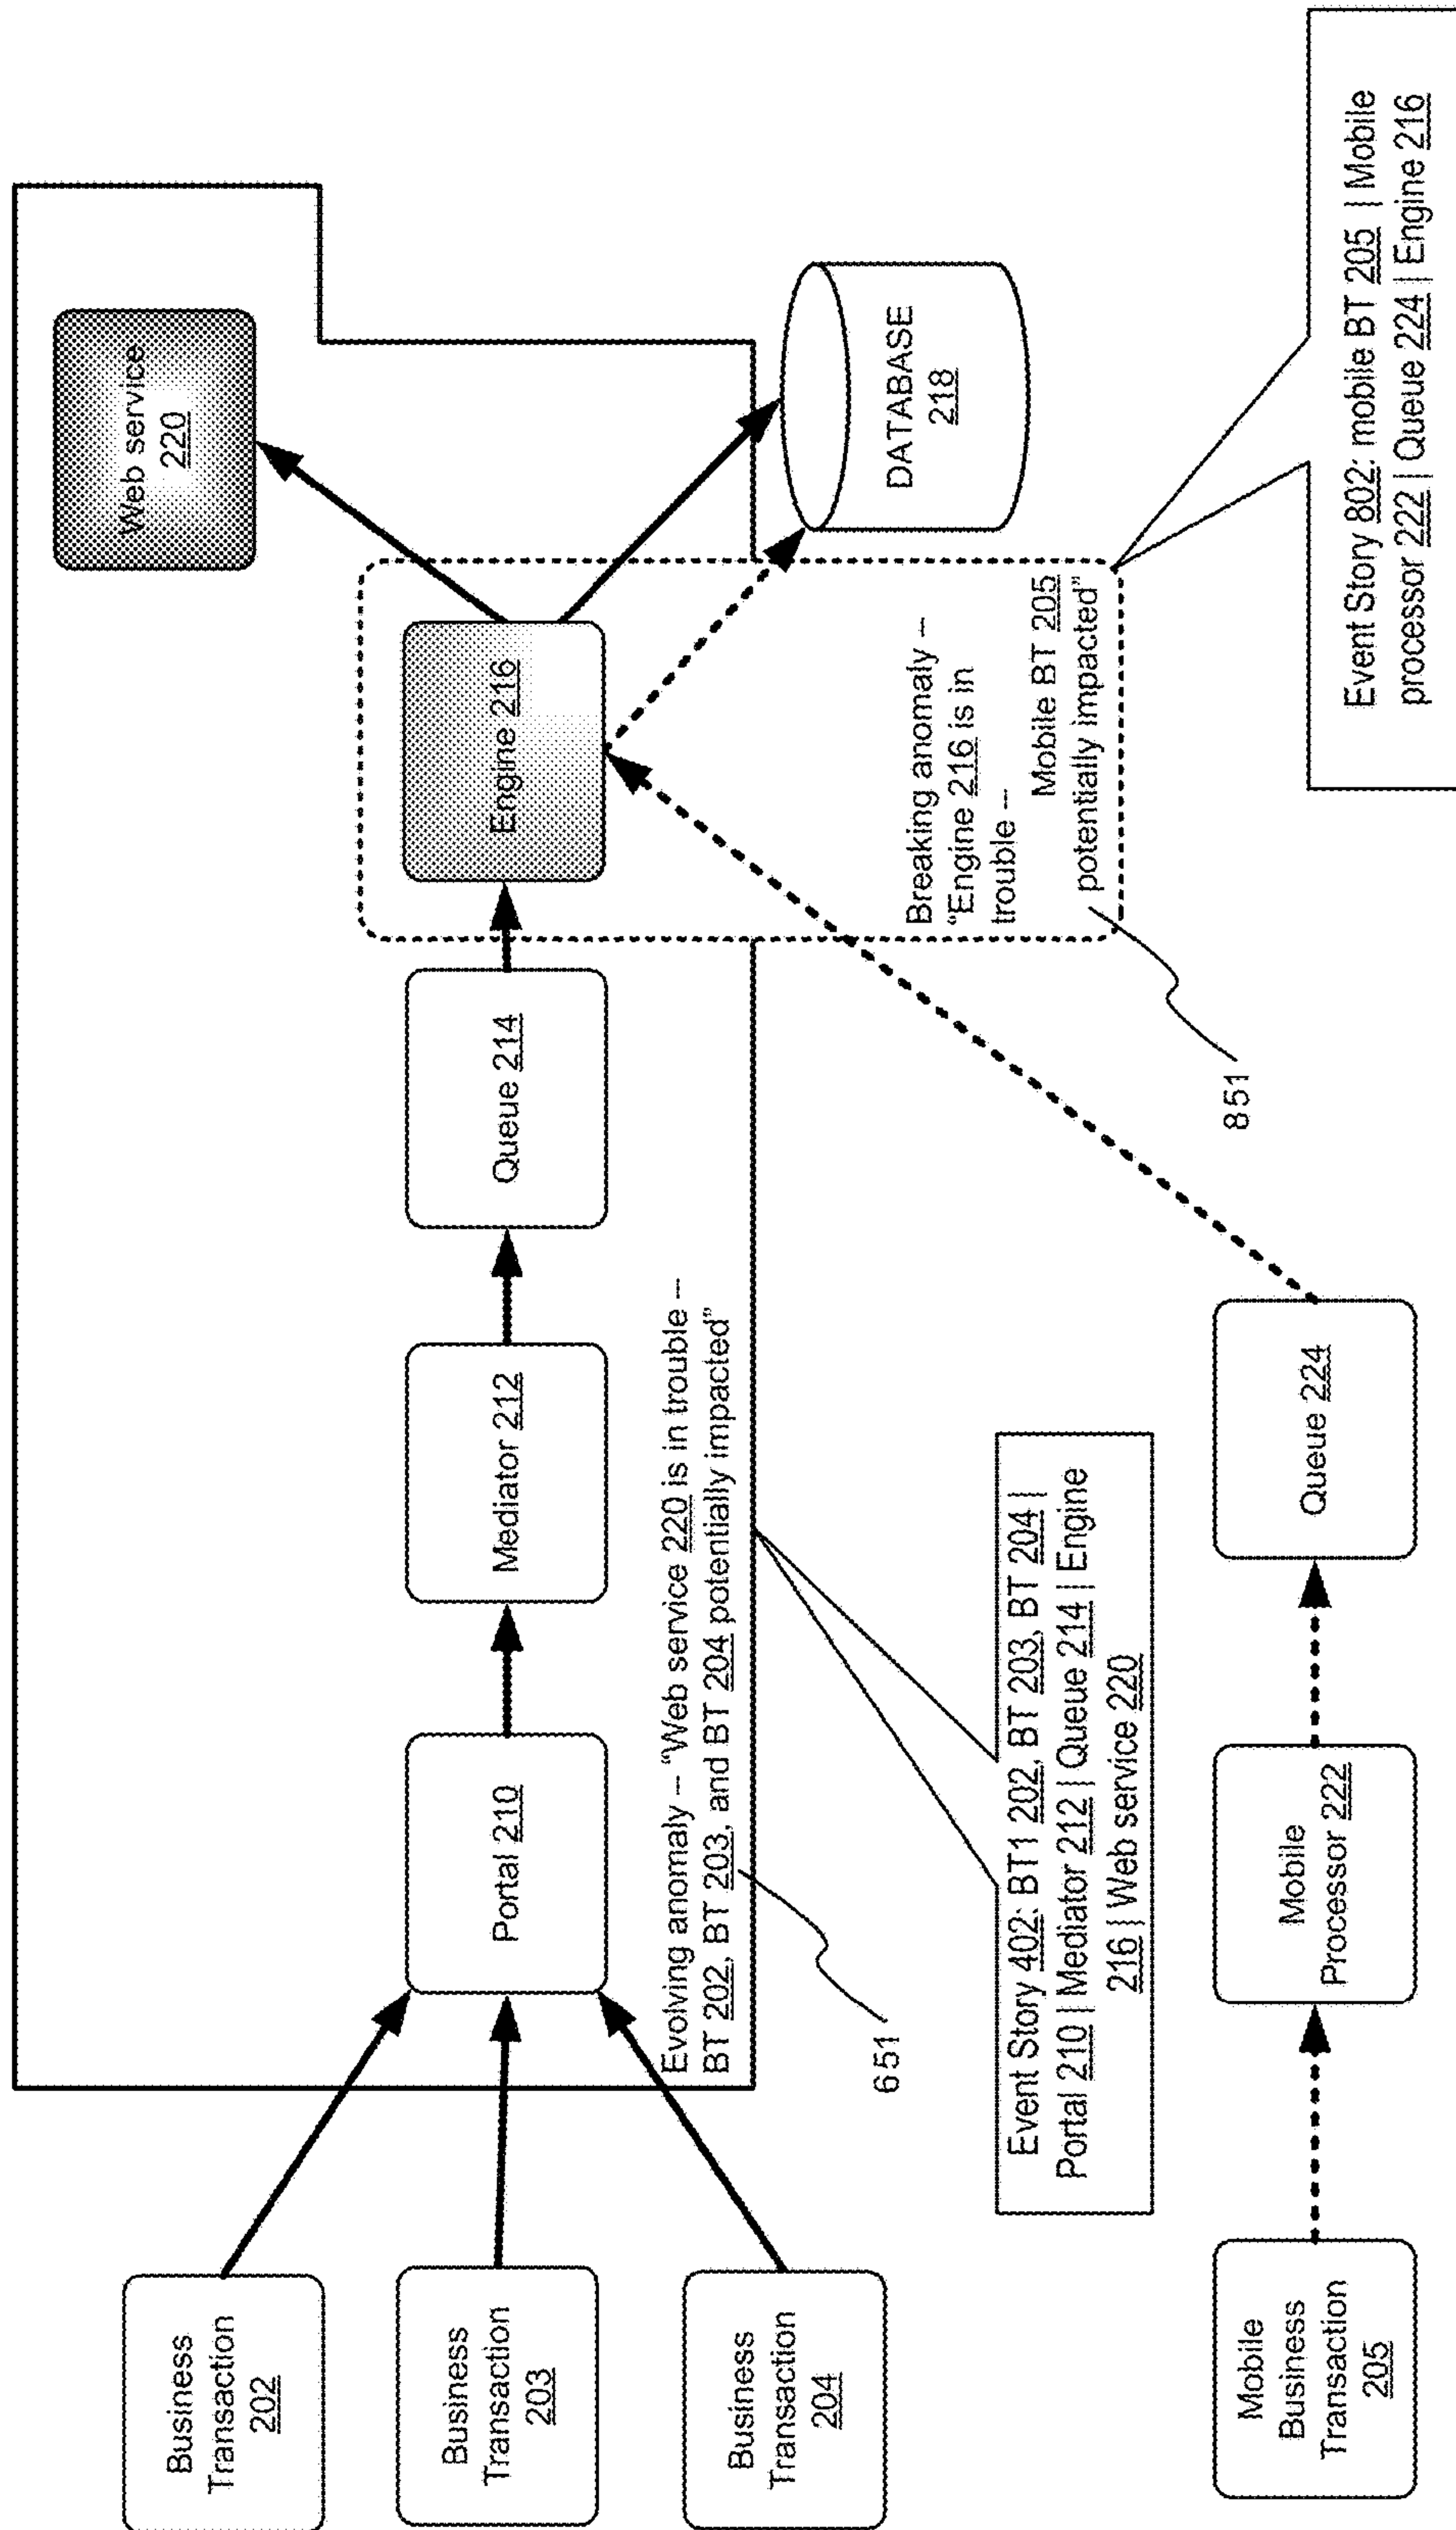 Business
Transaction
202
Business
Transaction
203
Business
Transaction
204
Portal 210
Mediator 212
Queue 214
Engine 216
Web service
220
DATABASE
218
Evolving anomaly – “Web service 220 is in trouble –
BT 202, BT 203, and BT 204 potentially impacted”
651
Breaking anomaly –
“Engine 216 is in
trouble –
Mobile BT 205
potentially impacted”
851
Event Story 402: BT1 202, BT 203, BT 204 |
Portal 210 | Mediator 212 | Queue 214 | Engine
216 | Web service 220
Mobile
Business
Transaction
205
Mobile
Processor 222
Queue 224
Event Story 802: mobile BT 205 | Mobile
processor 222 | Queue 224 | Engine 216